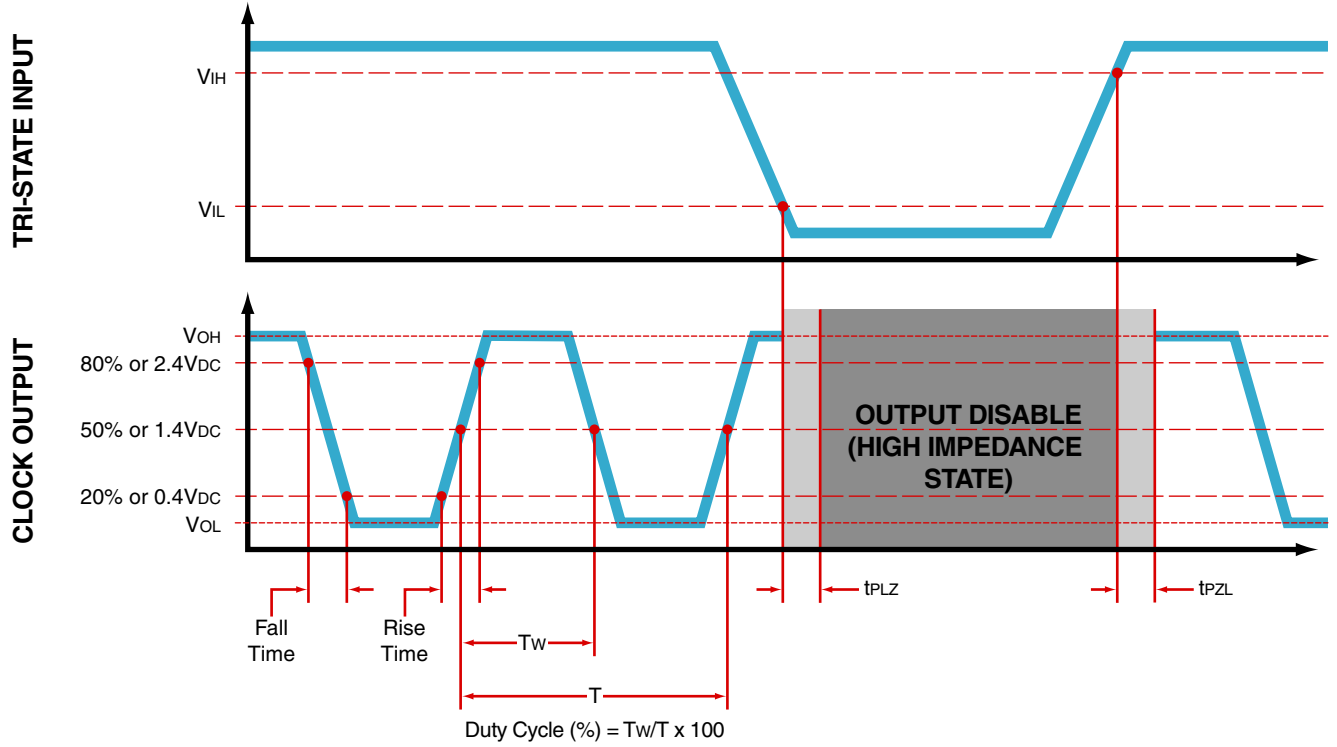 TRI-STATE INPUT
VIH
VIL
CLOCK OUTPUT
VOH
80% or 2.4VDC
50% or 1.4VDC
20% or 0.4VDC
VOL
OUTPUT DISABLE
(HIGH IMPEDANCE
STATE)
tPLZ
tPZL
Fall
Time
Rise
Time
TW
T
Duty Cycle (%) = TW/T x 100